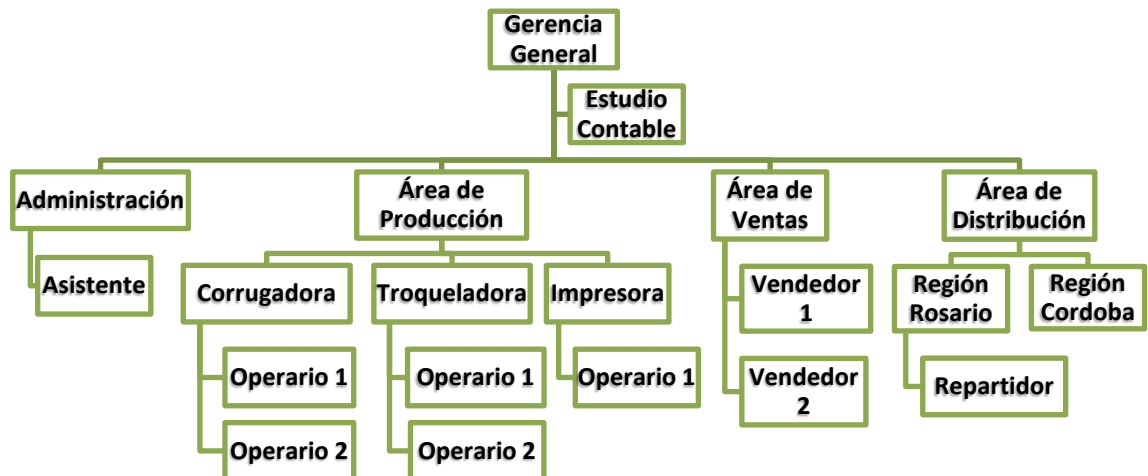 Gerencia
General
Estudio
Contable
Administración
Área de
Producción
Área de
Ventas
Área de
Distribución
Asistente
Corrugadora
Troqueladora
Impresora
Vendedor
1
Región
Rosario
Región
Cordoba
Operario 1
Operario 1
Operario 1
Vendedor
2
Repartidor
Operario 2
Operario 2